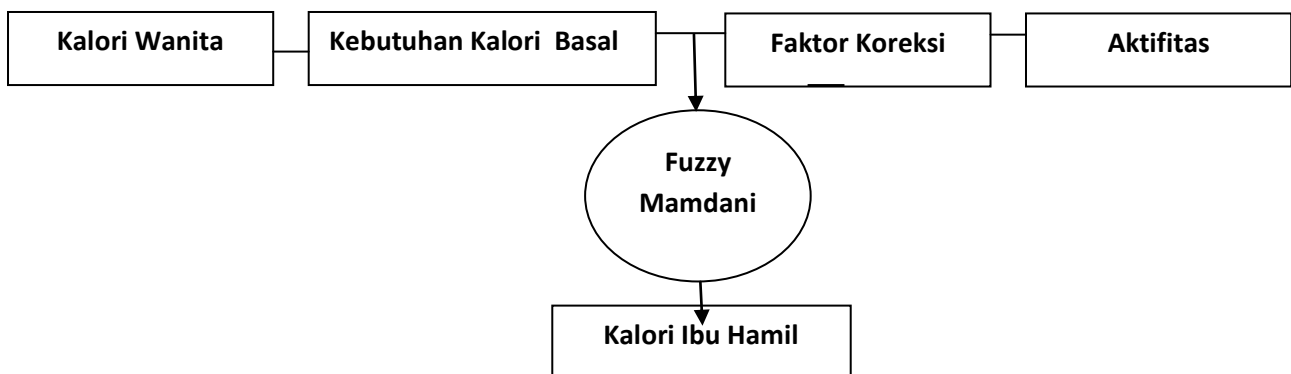 Kalori Wanita
Kebutuhan Kalori  Basal
Faktor Koreksi
Aktifitas
Fuzzy
Mamdani
Kalori Ibu Hamil